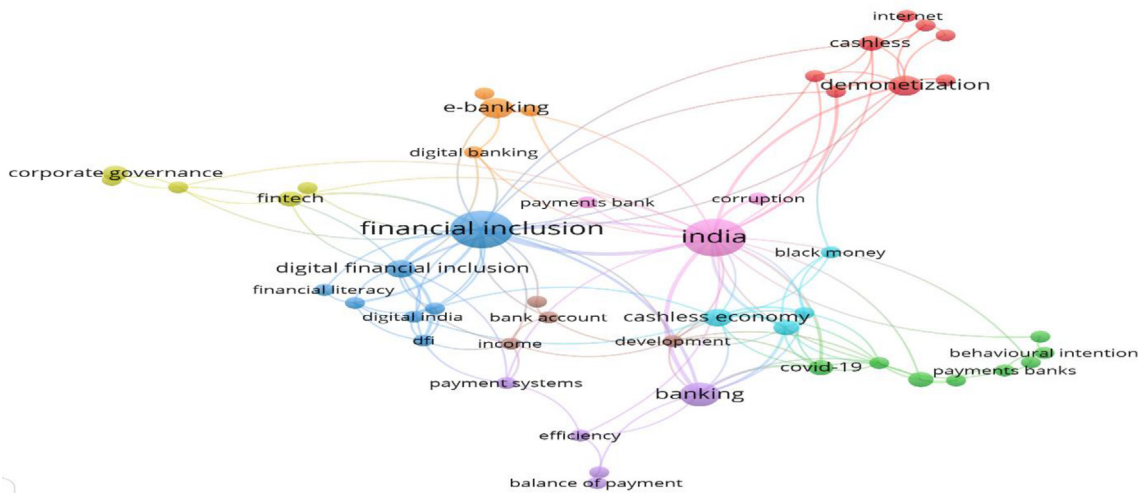 internet
cashless
demonetization
e-banking
digital banking
corporate governance
fintech
payments bank
corruption
financial inclusion
india
black money
digital financial inclusion
financial literacy
digital india
bank account
cashless economy
dfi
income
development
behavioural intention
covid-19
payments banks
payment systems
banking
efficiency
balance of payment